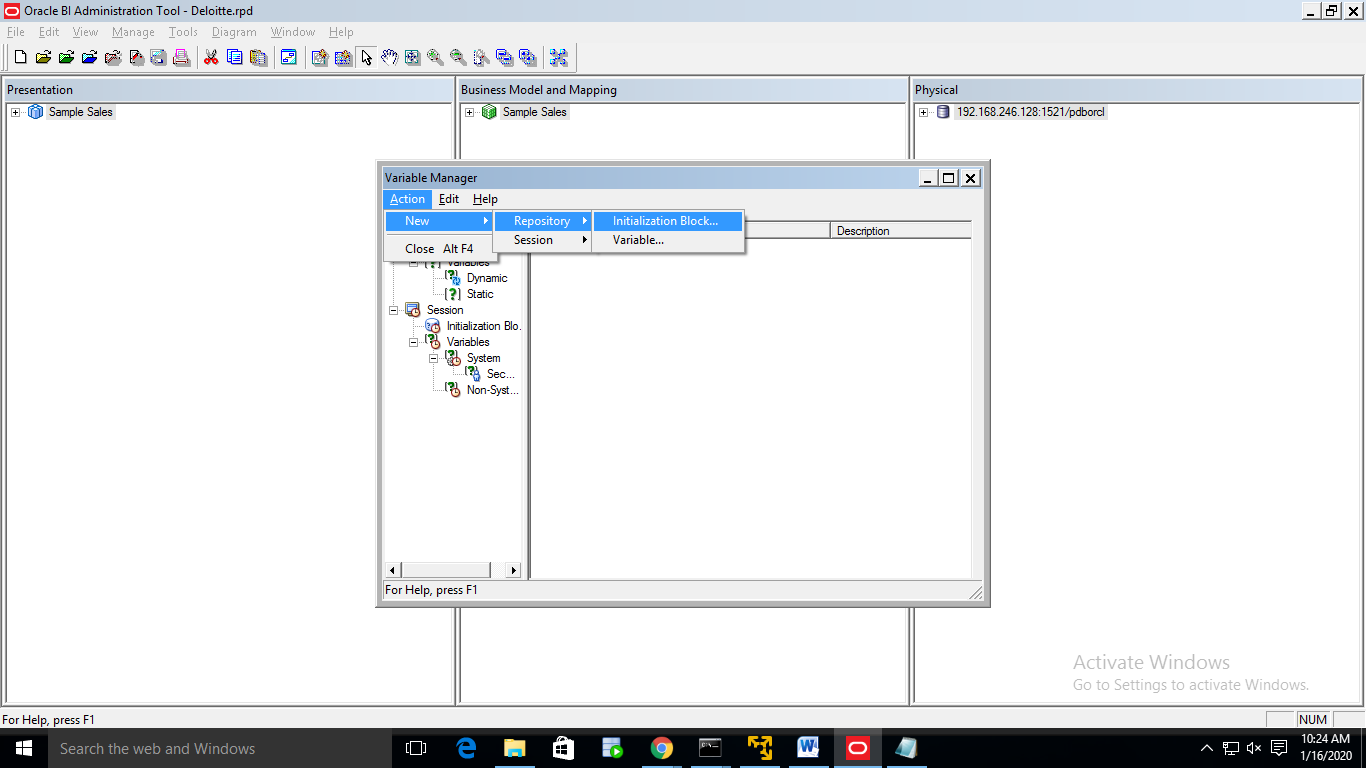 Oracle BI Administration Tool - Deloitte.rpd
File Edit View Manage Tools Diagram Window Help
Presentation
Business Model and Mapping
Physical
Sample Sales
Sample Sales
192.168.246.128:1521/pdborcl
Variable Manager
Action Edit Help
New
Repository
Initialization Block...
Session
Variable...
Close Alt F4
Description
Variables
Dynamic
Static
Session
Initialization Blo.
Variables
System
Sec...
Non-Syst...
For Help, press F1
Activate Windows
Go to Settings to activate Windows.
For Help, press F1
NUM
Search the web and Windows
10:24 AM
1/16/2020